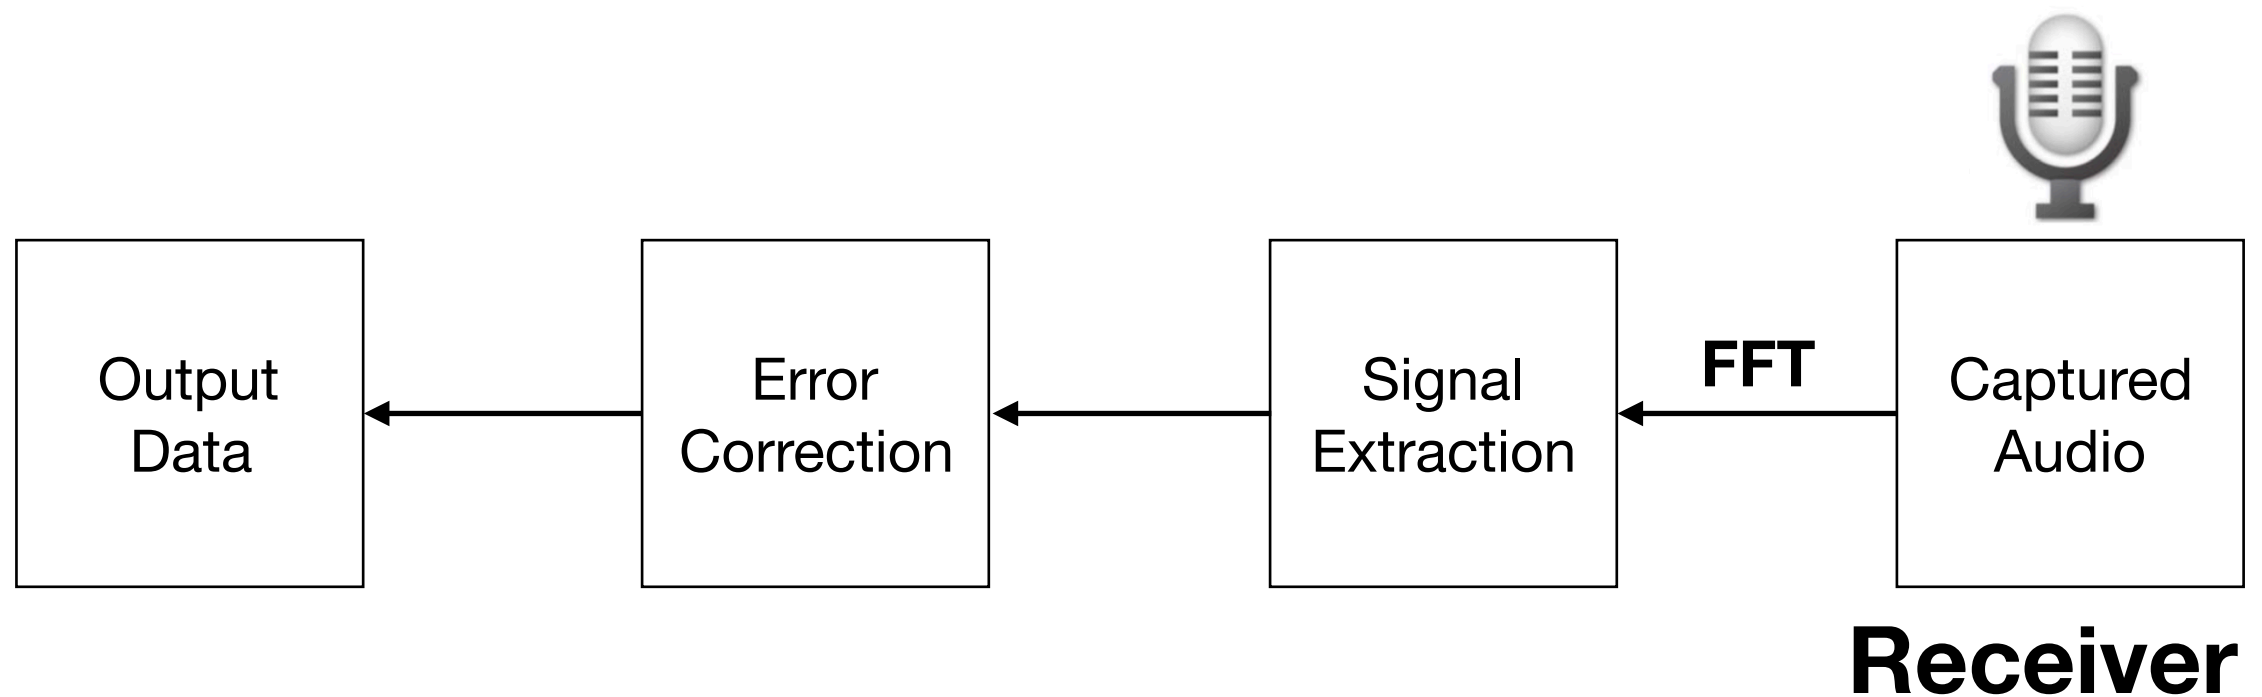 Output
Data
Error
Correction
Signal
Extraction
FFT
Captured
Audio
Receiver